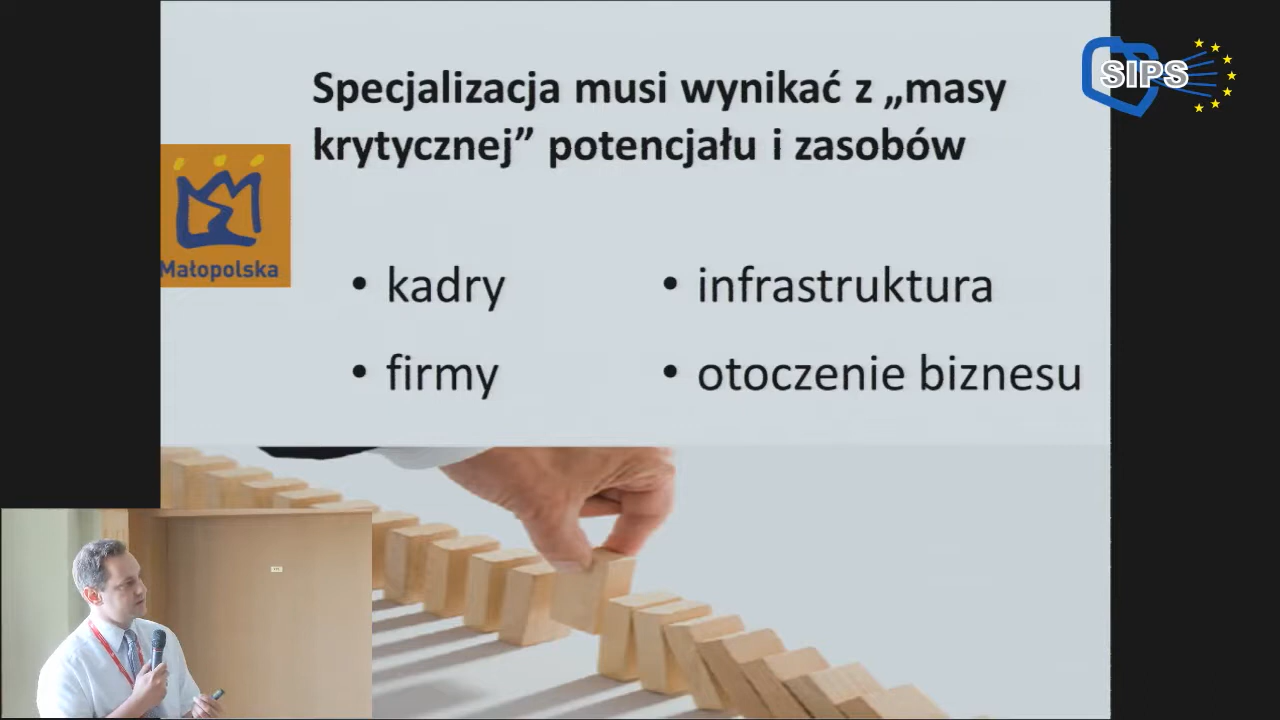 Specjalizacja musi wynikać z „masy
krytycznej” potencjału i zasobów
SIPS
Małopolska
• kadry
• firmy
• infrastruktura
• otoczenie biznesu